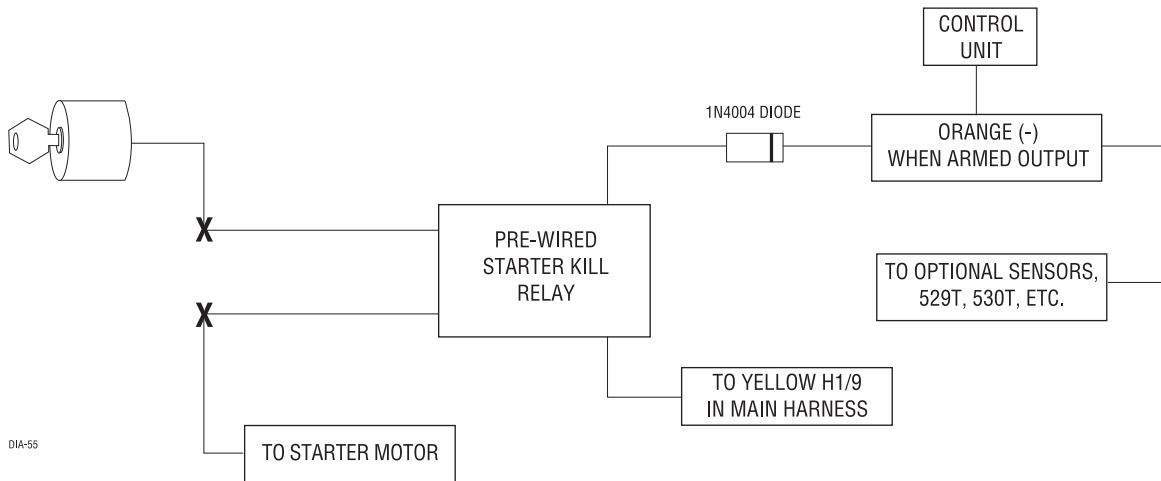 CONTROL
UNIT
1N4004 DIODE
ORANGE (-)
WHEN ARMED OUTPUT
PRE-WIRED
STARTER KILL
RELAY
TO OPTIONAL SENSORS,
529T, 530T, ETC.
TO YELLOW H1/9
IN MAIN HARNESS
TO STARTER MOTOR
DIA-55